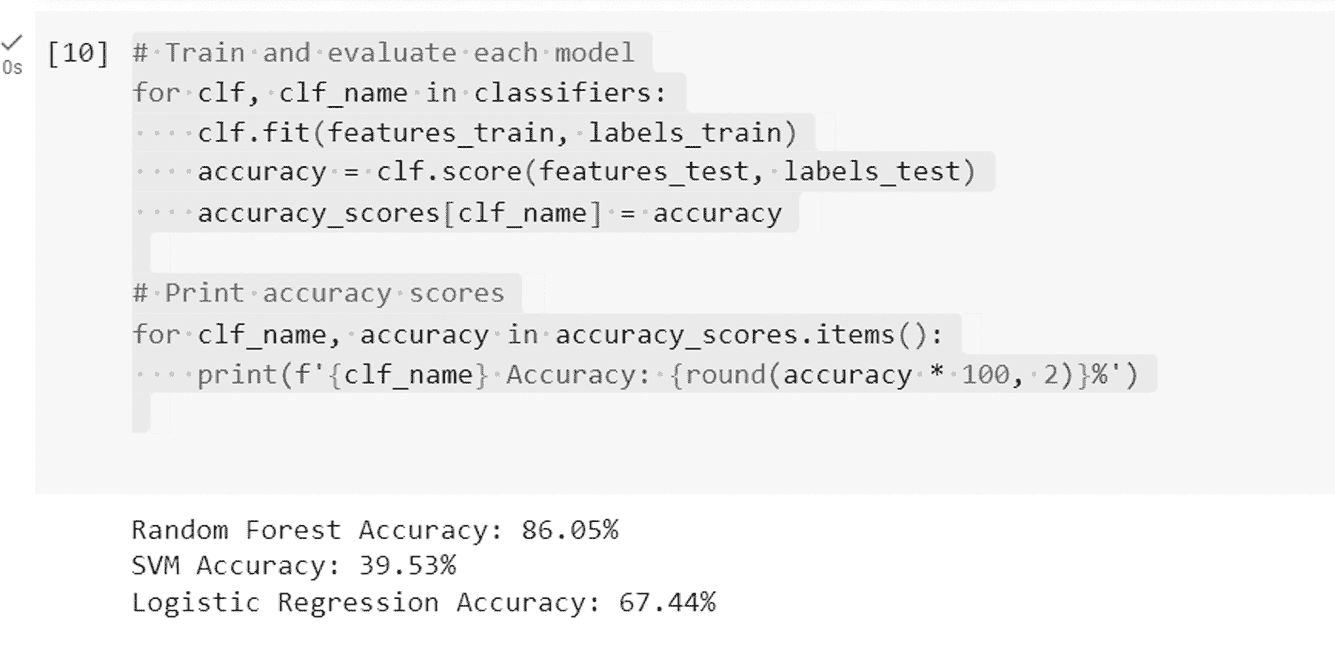 [10] # Train and evaluate each model
0s
for clf, clf_name in classifiers:
    clf.fit(features_train, labels_train)
    accuracy = clf.score(features_test, labels_test)
    accuracy_scores[clf_name] = accuracy
# Print accuracy scores
for clf_name, accuracy in accuracy_scores.items():
    print(f'{clf_name} Accuracy: {round(accuracy * 100, 2)}%')
Random Forest Accuracy: 86.05%
SVM Accuracy: 39.53%
Logistic Regression Accuracy: 67.44%